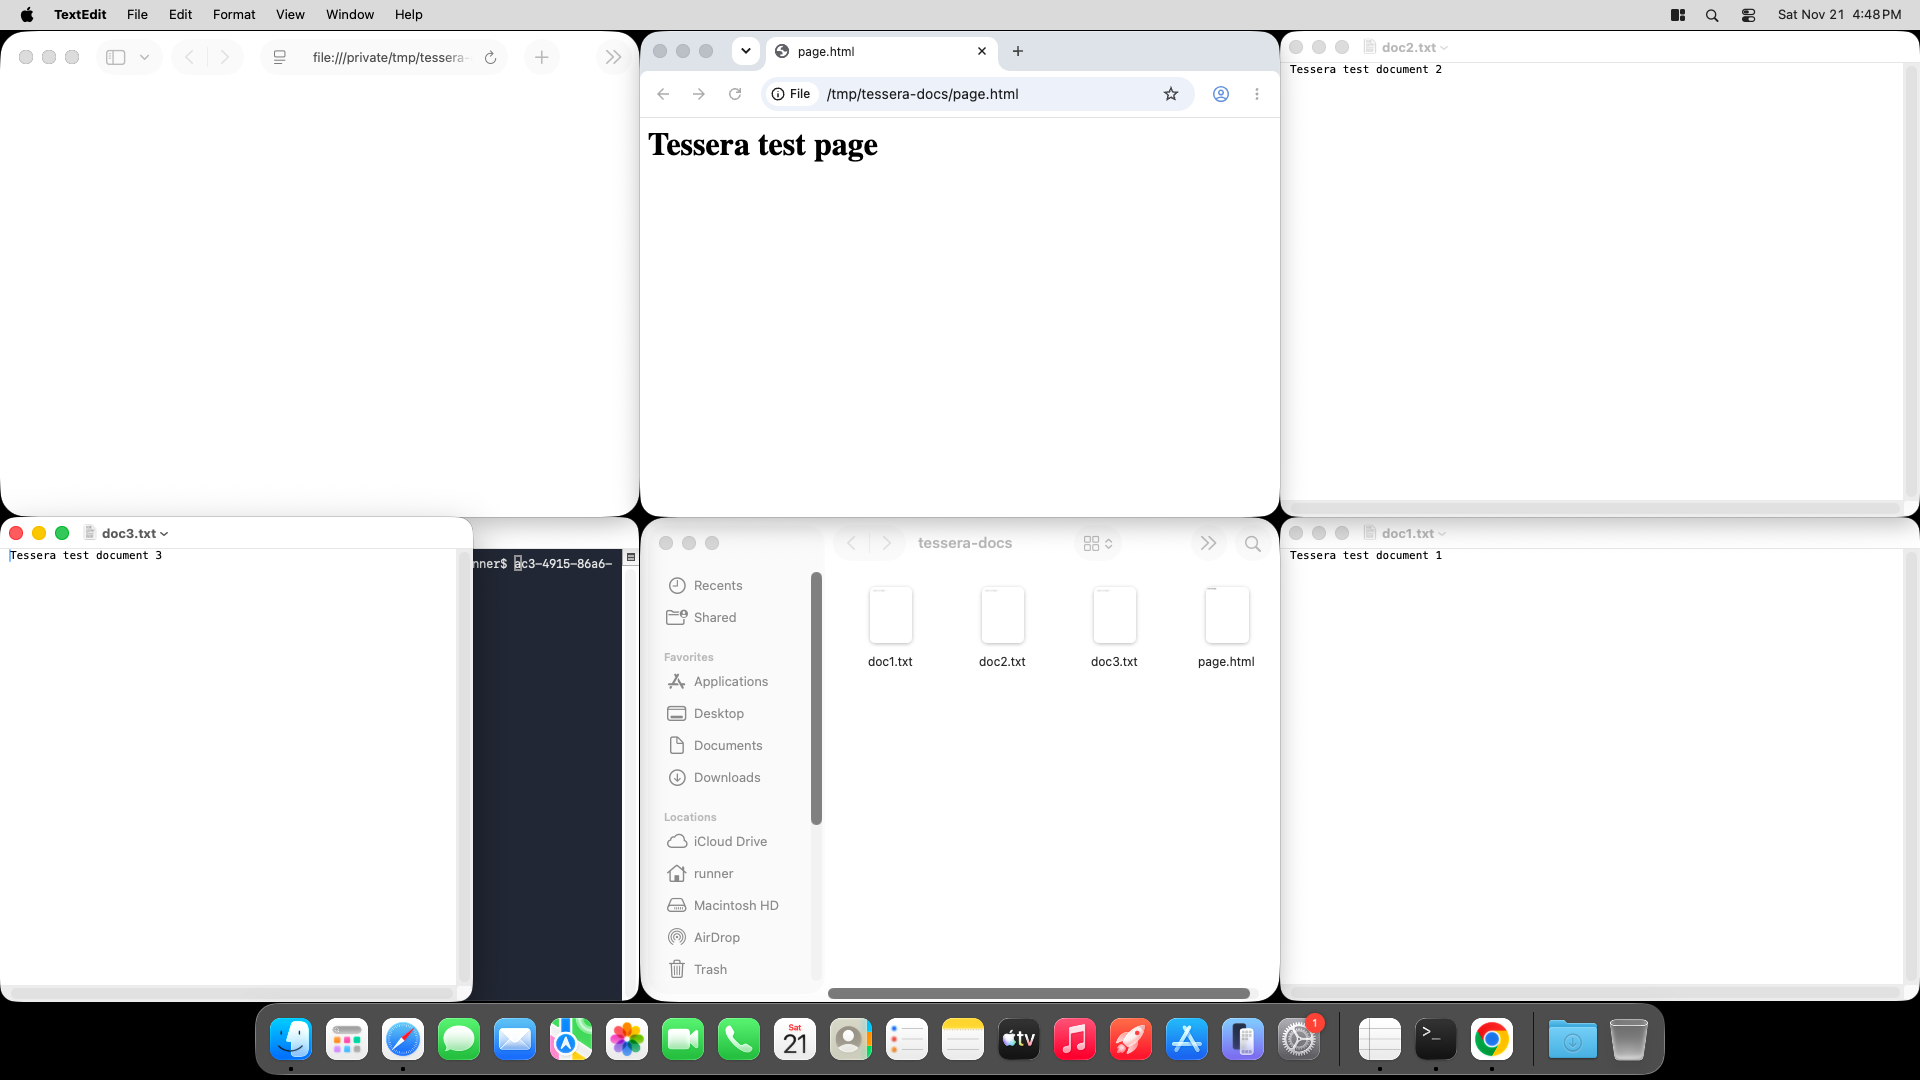 TextEdit File Edit Format View Window Help Sat Nov 21 4:48 PM
file:///private/tmp/tessera-
page.html
File /tmp/tessera-docs/page.html
Tessera test page
doc2.txt
Tessera test document 2
doc3.txt
Tessera test document 3
nner$ ac3-4915-86a6-
tessera-docs
Recents
Shared
Favorites
Applications
Desktop
Documents
Downloads
Locations
iCloud Drive
runner
Macintosh HD
AirDrop
Trash
doc1.txt doc2.txt doc3.txt page.html
doc1.txt
Tessera test document 1
Sat
21
tv
1
>_